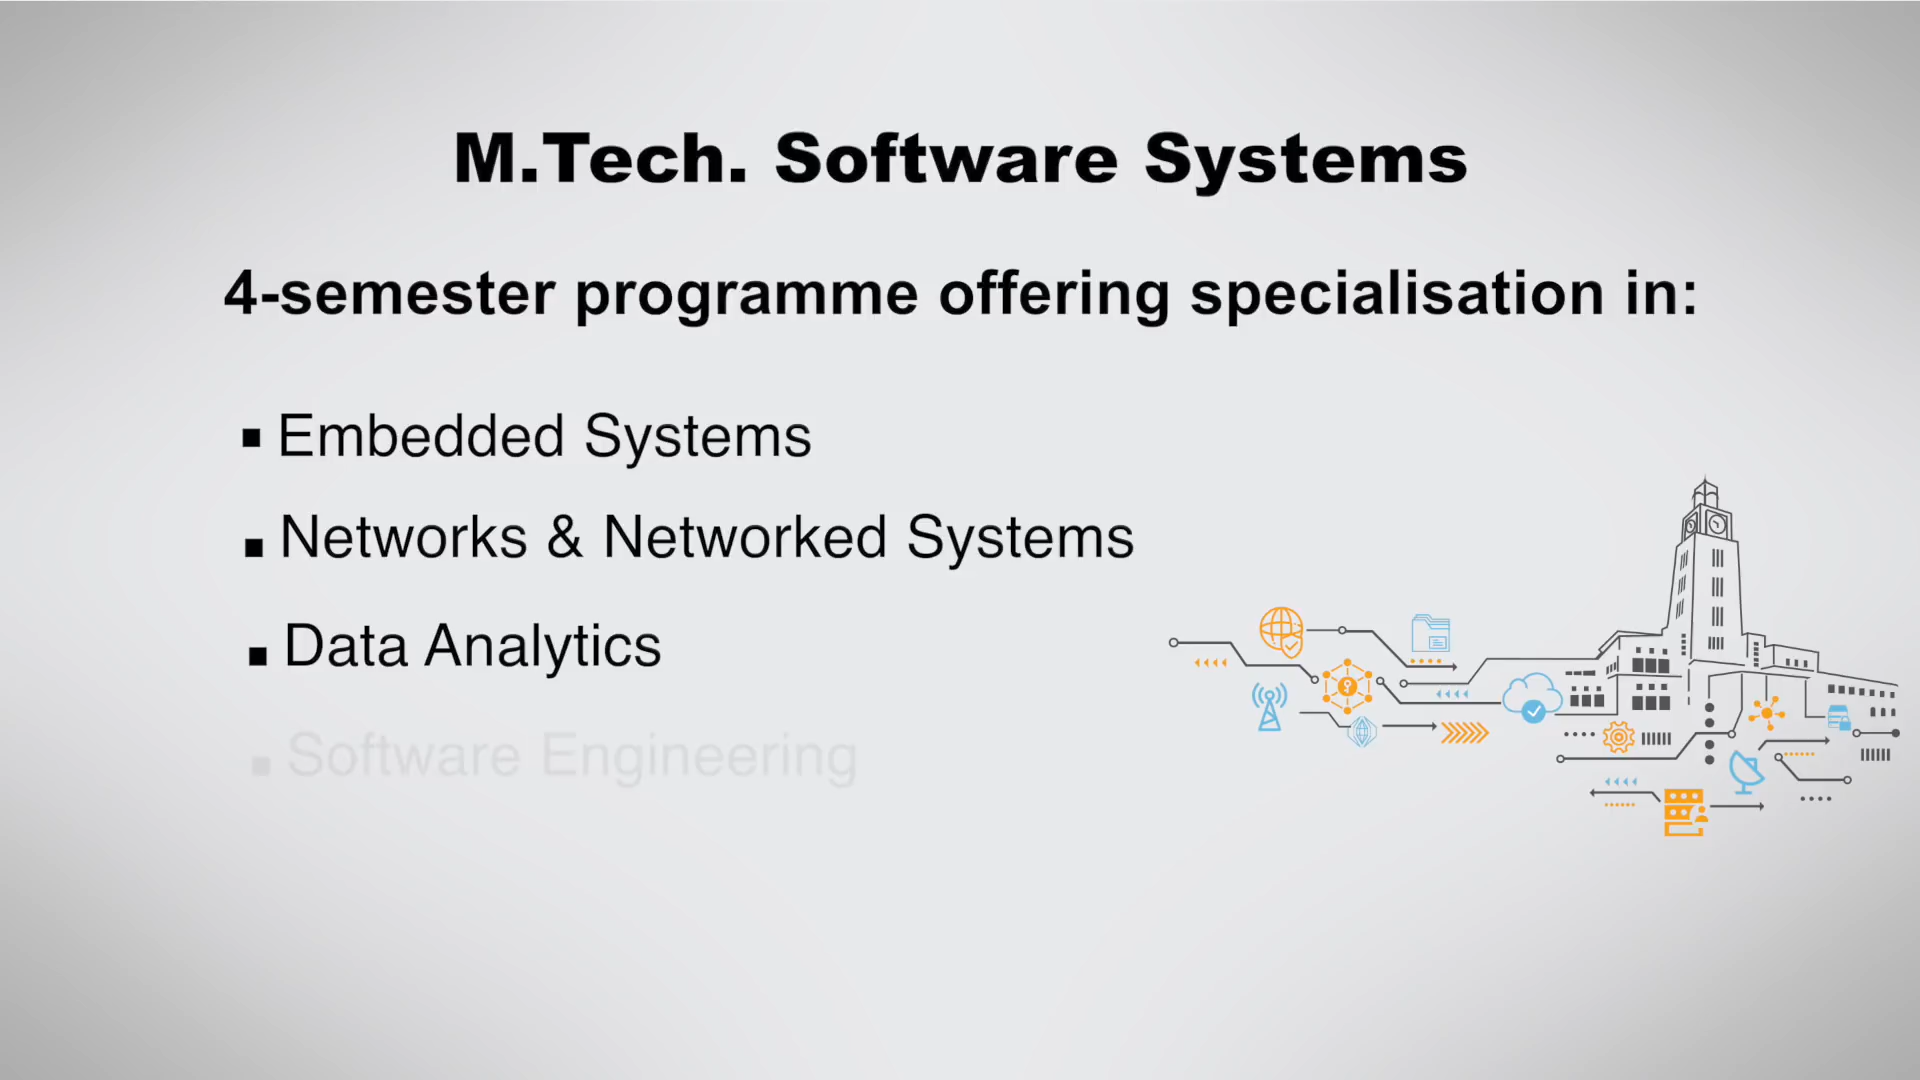 M.Tech. Software Systems
4-semester programme offering specialisation in:
▪ Embedded Systems
▪ Networks & Networked Systems
▪ Data Analytics
▪ Software Engineering